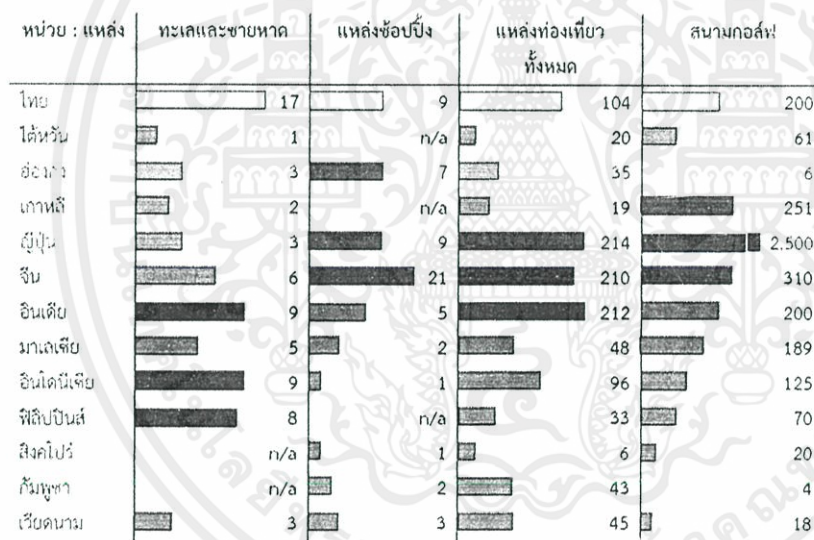 หน่วย : แหล่ง ทะเลและชายหาด แหล่งช้อปปิ้ง แหล่งท่องเที่ยว สนามกอล์ฟ
ทั้งหมด
ไทย 17 9 104 200
ไต้หวัน 1 n/a 20 61
ฮ่องกง 3 7 35 6
เกาหลี 2 n/a 19 251
ญี่ปุ่น 3 9 214 2.500
จีน 6 21 210 310
อินเดีย 9 5 212 200
มาเลเซีย 5 2 48 189
อินโดนีเซีย 9 1 96 125
ฟิลิปปินส์ 8 n/a 33 70
สิงคโปร์ n/a 1 6 20
กัมพูชา n/a 2 43 4
เวียดนาม 3 3 45 18